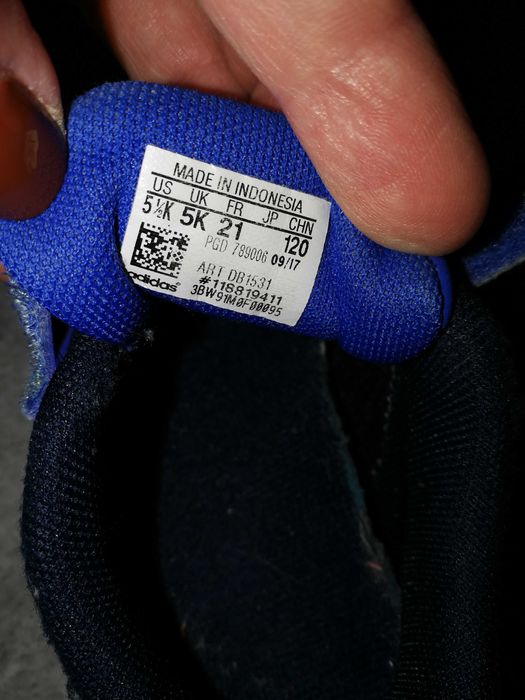 MADE IN INDONESIA
US UK FR JP CHN
5½K 5K 21 120
PGD 789006 09/17
ART DB1531
#118819411
adidas 3BW91M0F00095